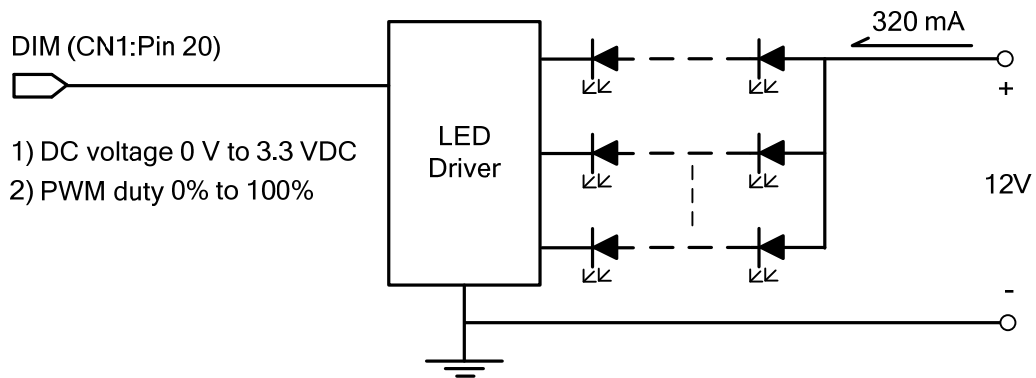 320 mA
DIM (CN1:Pin 20)
+
1) DC voltage 0 V to 3.3 VDC
2) PWM duty 0% to 100%
LED
Driver
12V
-